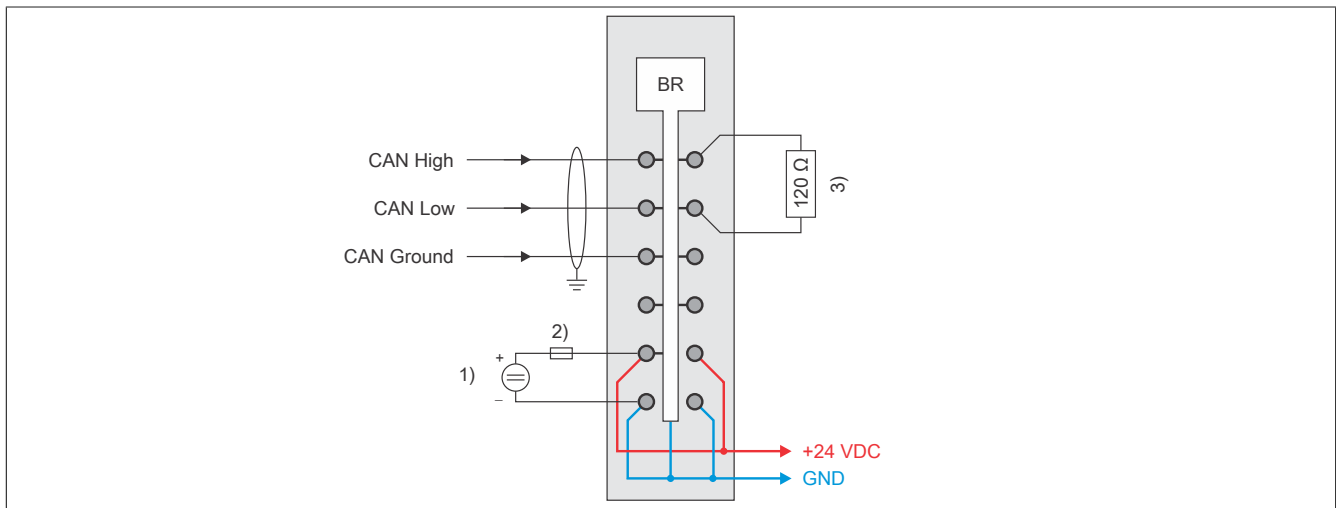 BR
CAN High
120 Ω
3)
CAN Low
CAN Ground
2)
+
1)
–
+24 VDC
GND